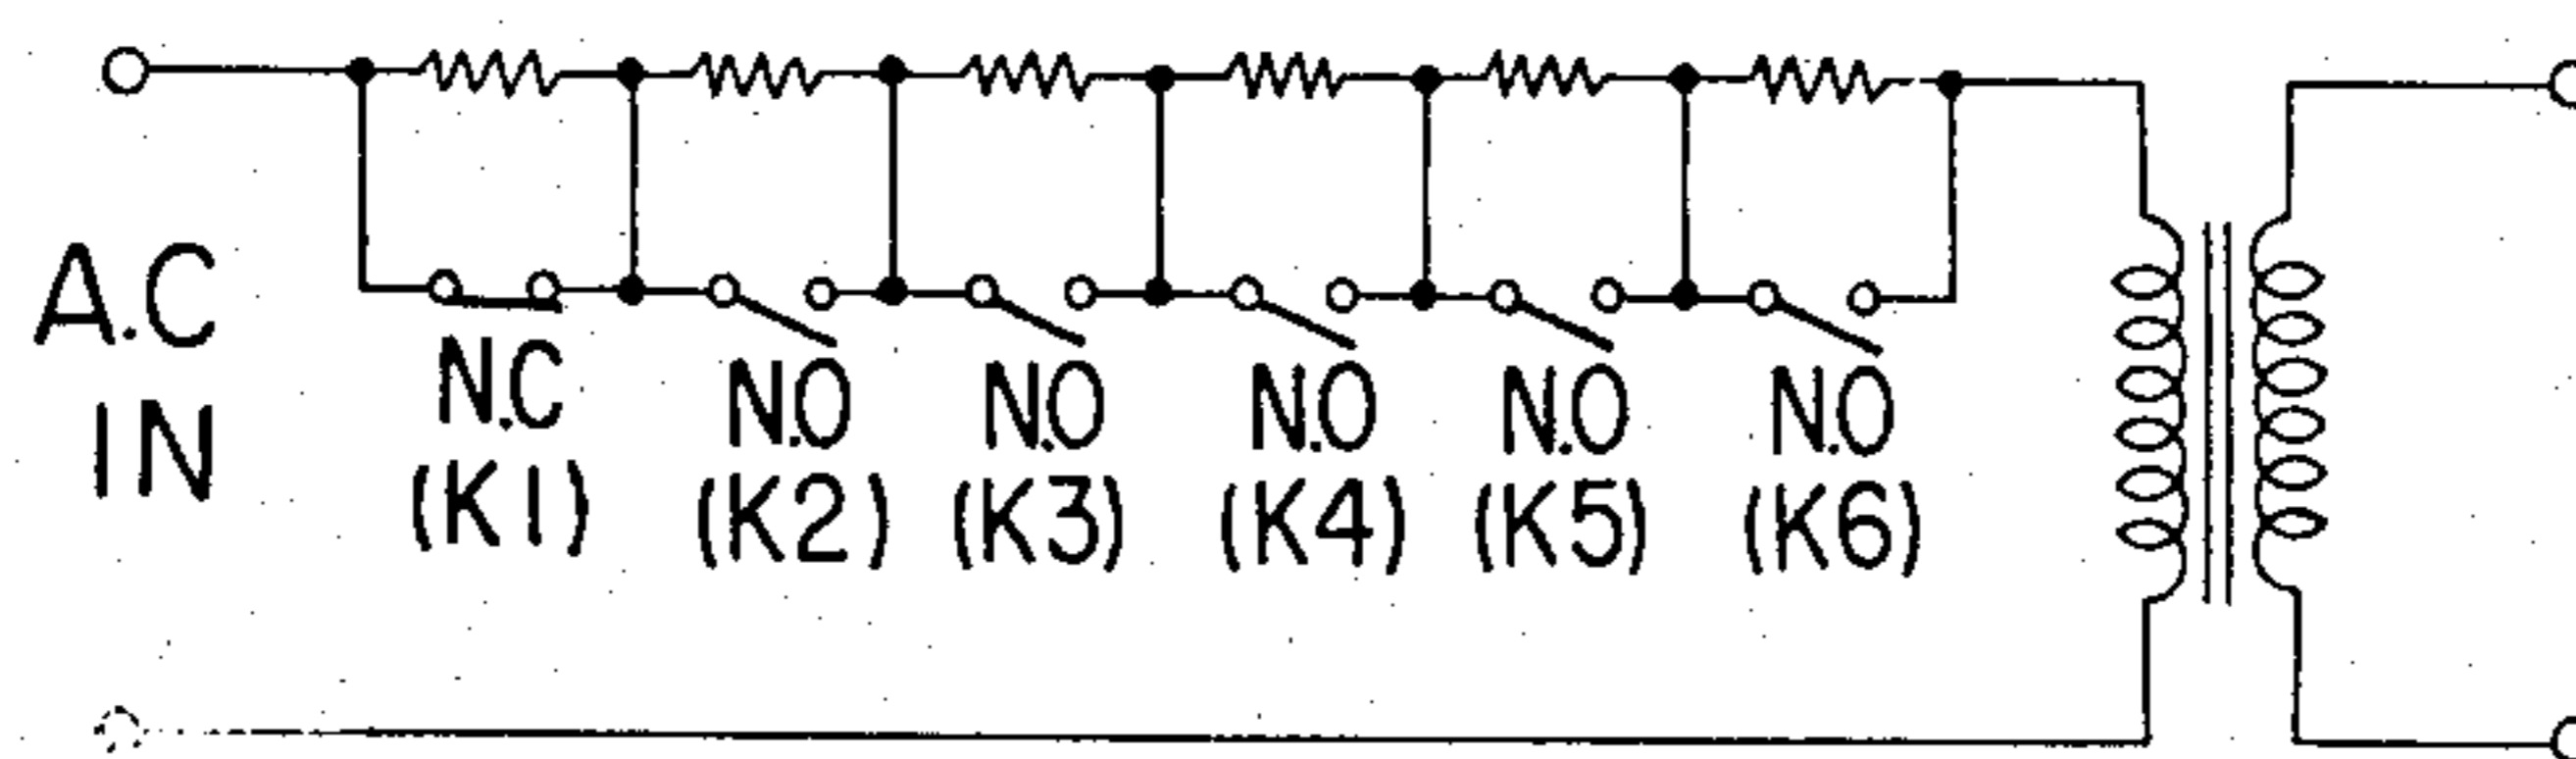 A.C
IN
N.C
(K1)
N.O
(K2)
N.O
(K3)
N.O
(K4)
N.O
(K5)
N.O
(K6)